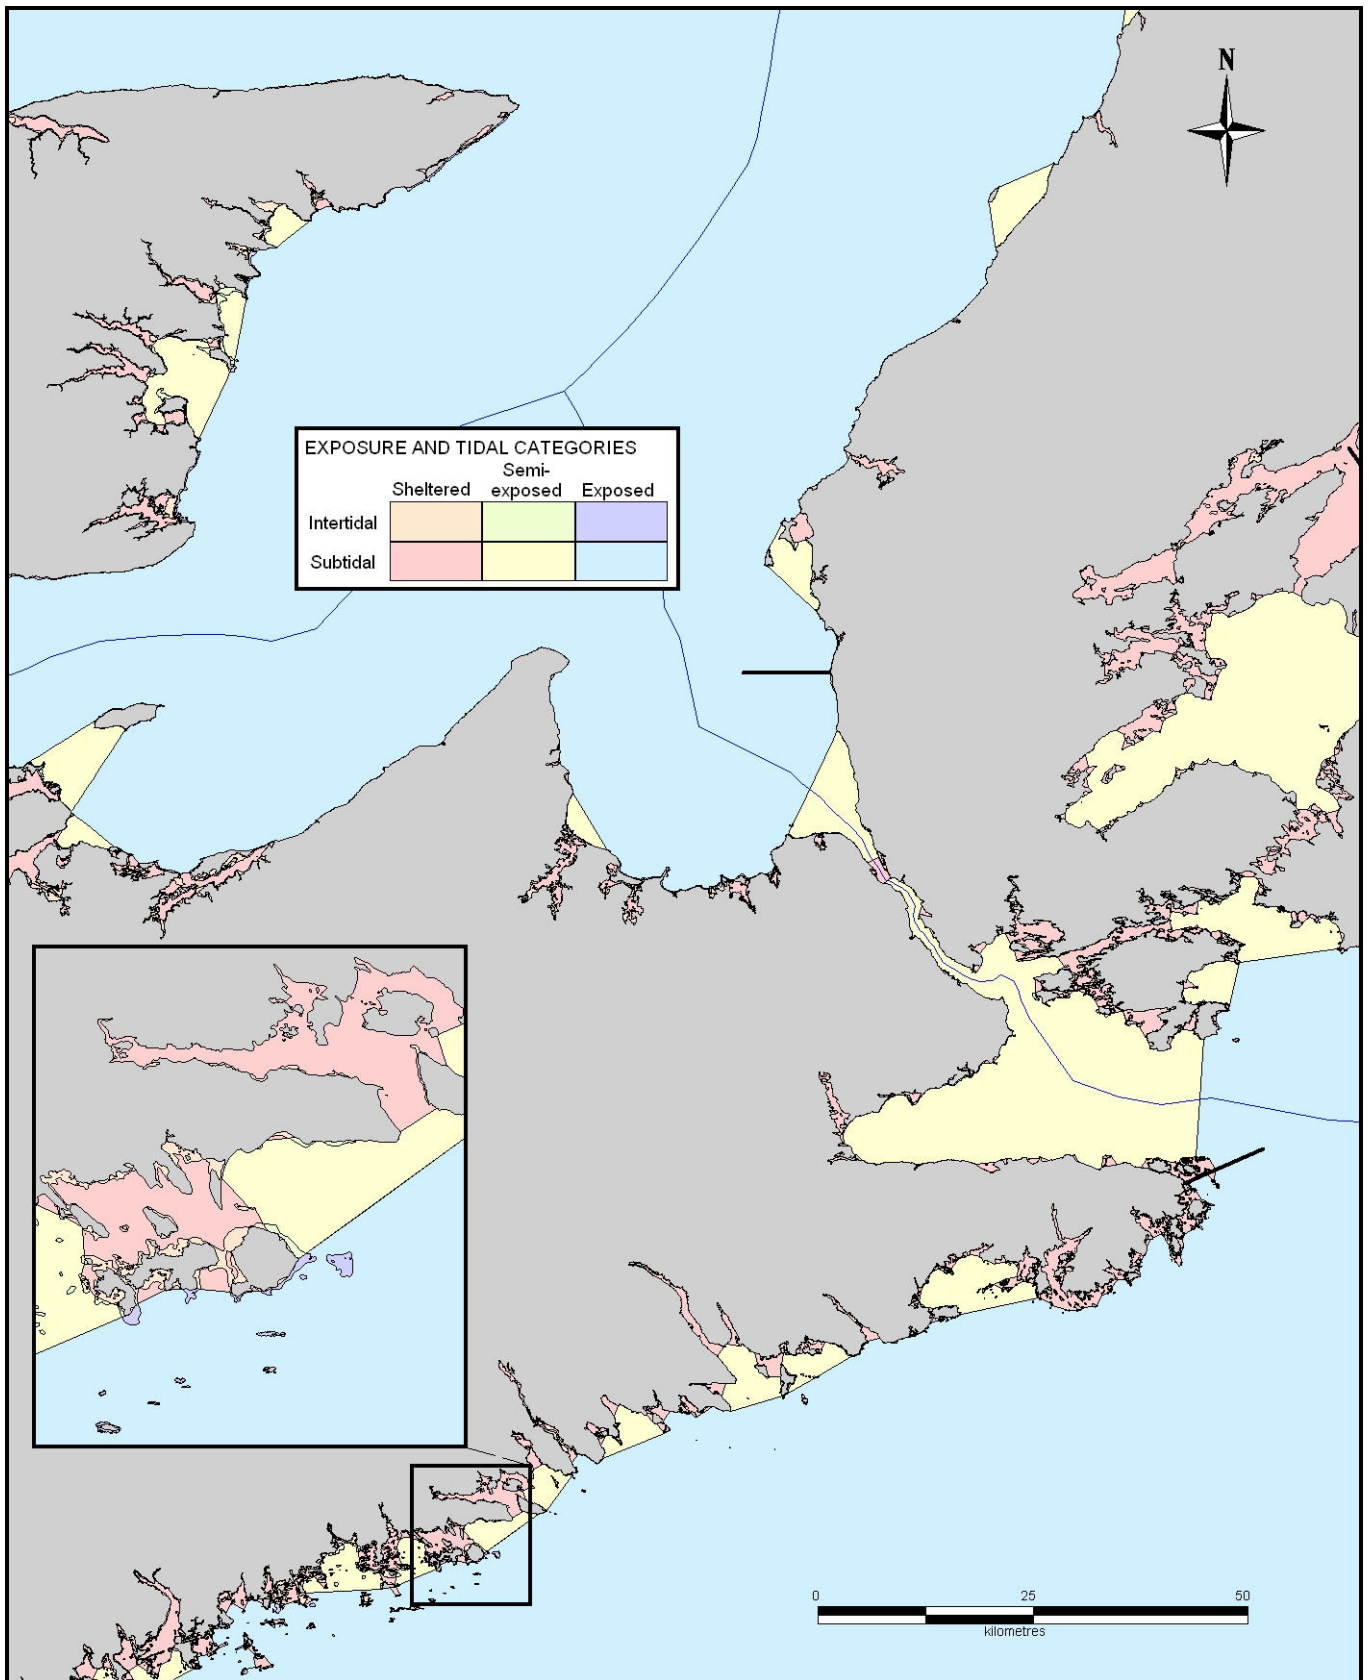 N
EXPOSURE AND TIDAL CATEGORIES
Semi-
Sheltered exposed Exposed
Intertidal
Subtidal
0 25 50
kilometres